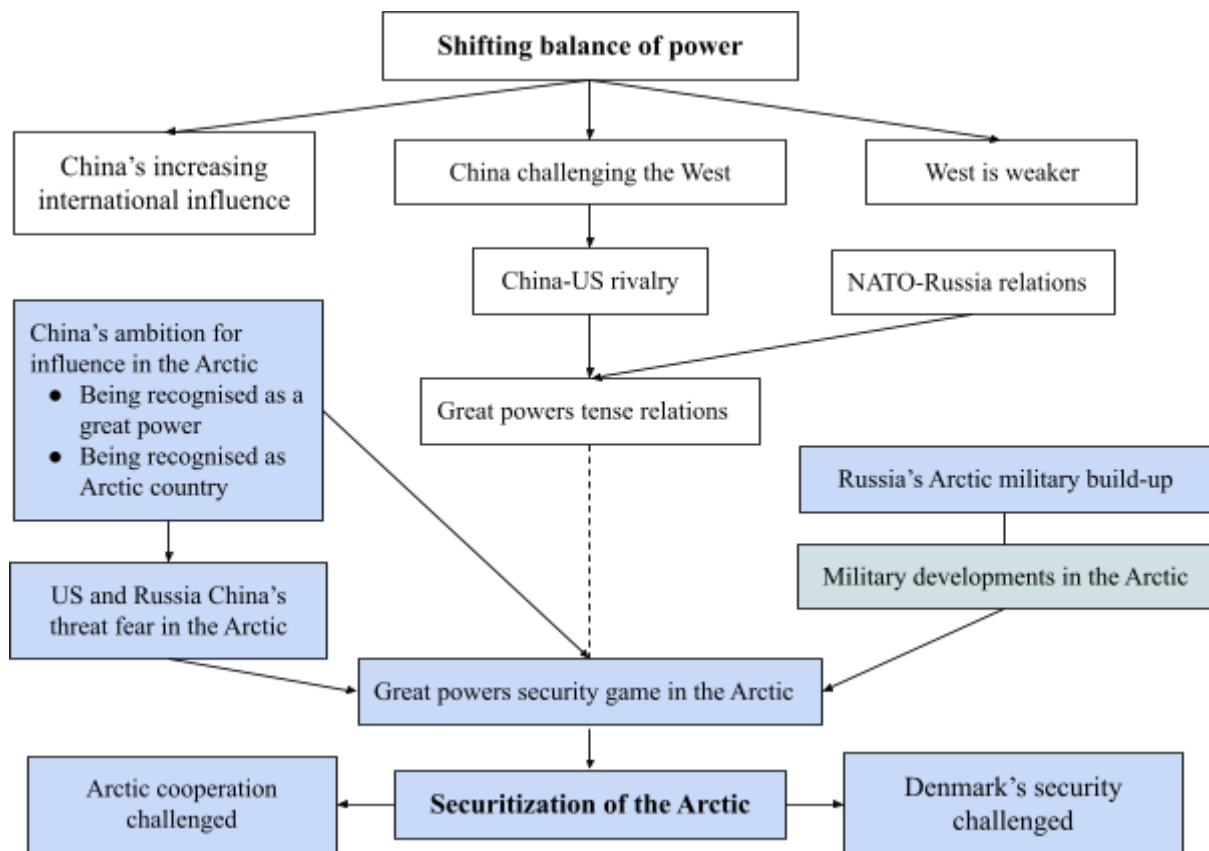 Shifting balance of power
China’s increasing
international influence
China challenging the West
West is weaker
China-US rivalry
NATO-Russia relations
China’s ambition for
influence in the Arctic
● Being recognised as a
great power
● Being recognised as
Arctic country
Great powers tense relations
Russia’s Arctic military build-up
US and Russia China’s
threat fear in the Arctic
Military developments in the Arctic
Great powers security game in the Arctic
Arctic cooperation
challenged
Securitization of the Arctic
Denmark’s security
challenged